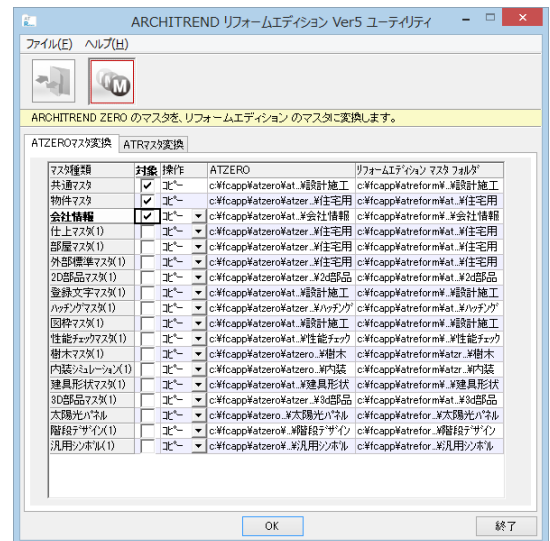 ARCHITREND リフォームエディション Ver5 ユーティリティ
ファイル(F) ヘルプ(H)
ARCHITREND ZERO のマスタを、リフォームエディション のマスタに変換します。
ATZEROマスタ変換 ATRマスタ変換
マスタ種類 対象 操作 ATZERO リフォームエディション マスタ フォルダ
共通マスタ コピー c:¥fcapp¥atzero¥at..¥設計施工 c:¥fcapp¥atreform¥..¥設計施工
物件マスタ コピー c:¥fcapp¥atzero¥atzer..¥住宅用 c:¥fcapp¥atreform¥at..¥住宅用
会社情報 コピー c:¥fcapp¥atzero¥at..¥会社情報 c:¥fcapp¥atreform¥..¥会社情報
仕上マスタ(1) コピー c:¥fcapp¥atzero¥atzer..¥住宅用 c:¥fcapp¥atreform¥at..¥住宅用
部屋マスタ(1) コピー c:¥fcapp¥atzero¥atzer..¥住宅用 c:¥fcapp¥atreform¥at..¥住宅用
外部標準マスタ(1) コピー c:¥fcapp¥atzero¥atzer..¥住宅用 c:¥fcapp¥atreform¥at..¥住宅用
2D部品マスタ(1) コピー c:¥fcapp¥atzero¥atzer..¥2d部品 c:¥fcapp¥atreform¥at..¥2d部品
登録文字マスタ(1) コピー c:¥fcapp¥atzero¥at..¥設計施工 c:¥fcapp¥atreform¥..¥設計施工
ハッチングマスタ(1) コピー c:¥fcapp¥atzero¥atzer..¥ハッチング c:¥fcapp¥atreform¥at..¥ハッチング
図枠マスタ(1) コピー c:¥fcapp¥atzero¥at..¥設計施工 c:¥fcapp¥atreform¥..¥設計施工
性能チェックマスタ(1) コピー c:¥fcapp¥atzero¥at..¥性能チェック c:¥fcapp¥atreform¥..¥性能チェック
樹木マスタ(1) コピー c:¥fcapp¥atzero¥atzero..¥樹木 c:¥fcapp¥atreform¥atzr..¥樹木
内装シミュレーション(1) コピー c:¥fcapp¥atzero¥atzero..¥内装 c:¥fcapp¥atreform¥atzr..¥内装
建具形状マスタ(1) コピー c:¥fcapp¥atzero¥at..¥建具形状 c:¥fcapp¥atreform¥..¥建具形状
3D部品マスタ(1) コピー c:¥fcapp¥atzero¥atzer..¥3d部品 c:¥fcapp¥atreform¥at..¥3d部品
太陽光パネル コピー c:¥fcapp¥atzero..¥太陽光パネル c:¥fcapp¥atrefor..¥太陽光パネル
階段デザイン(1) コピー c:¥fcapp¥atzero¥..¥階段デザイン c:¥fcapp¥atrefor..¥階段デザイン
汎用シンボル(1) コピー c:¥fcapp¥atzero¥..¥汎用シンボル c:¥fcapp¥atrefor..¥汎用シンボル
OK 終了